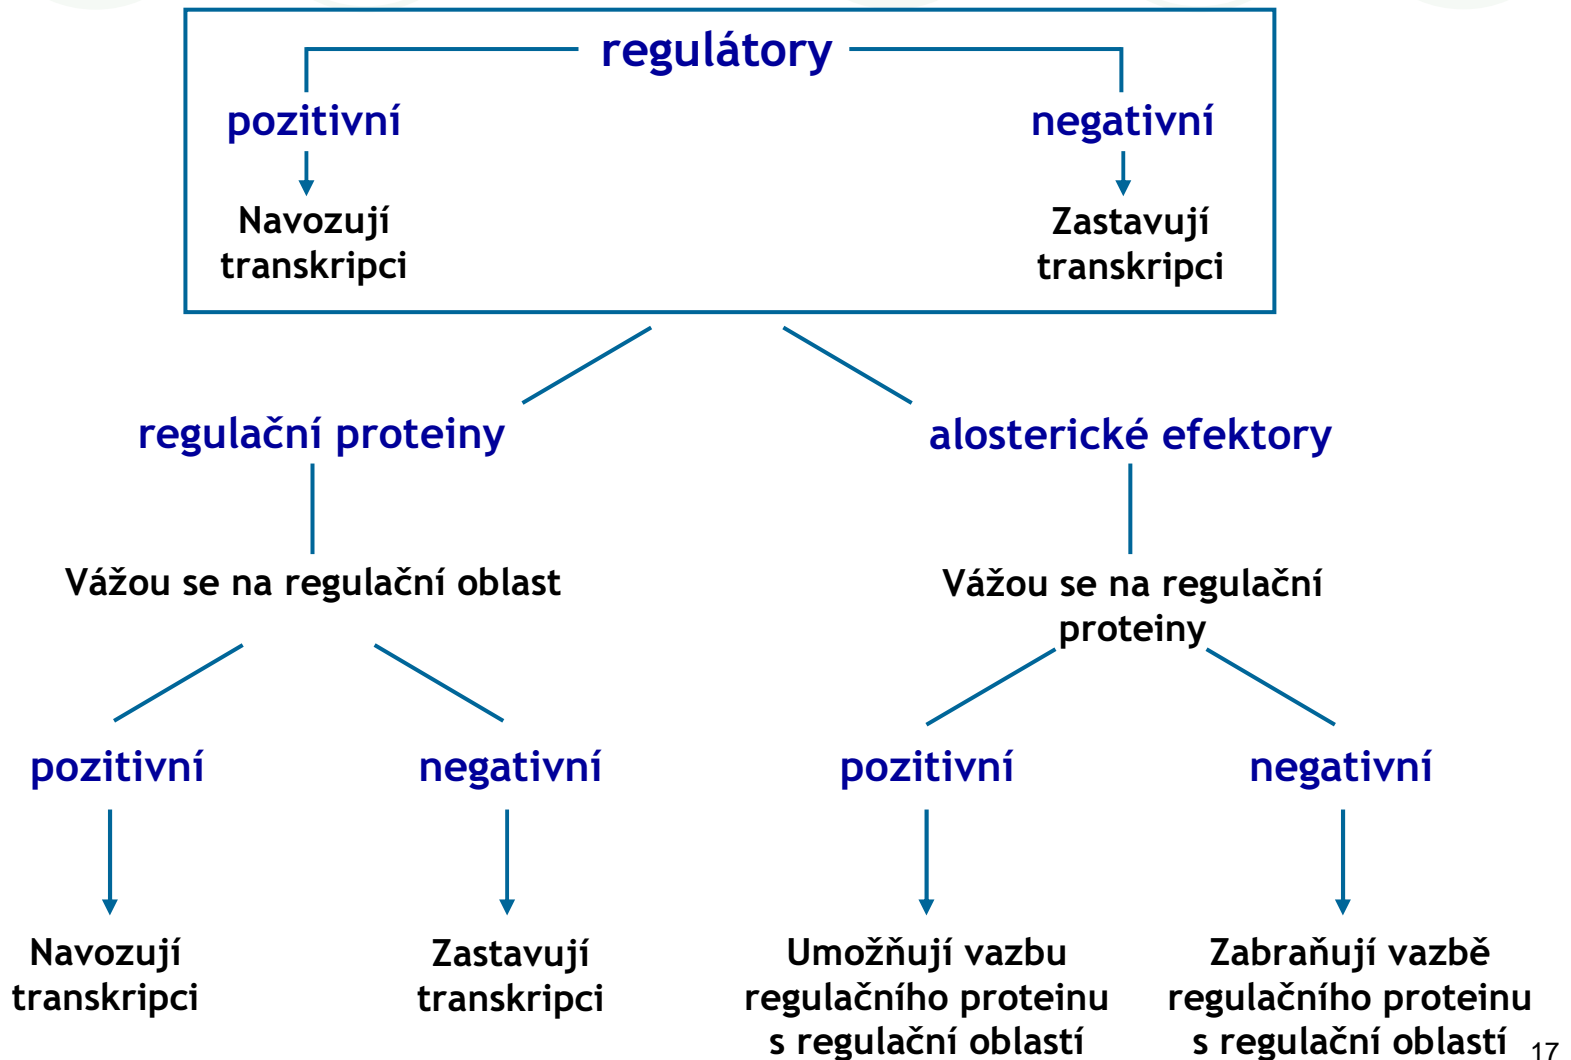 regulátory
pozitivní
negativní
Navozují
transkripci
Zastavují
transkripci
regulační proteiny
alosterické efektory
Vážou se na regulační oblast
Vážou se na regulační
proteiny
pozitivní
negativní
pozitivní
negativní
Navozují
transkripci
Zastavují
transkripci
Umožňují vazbu
regulačního proteinu
s regulační oblastí
Zabraňují vazbě
regulačního proteinu
s regulační oblastí
17